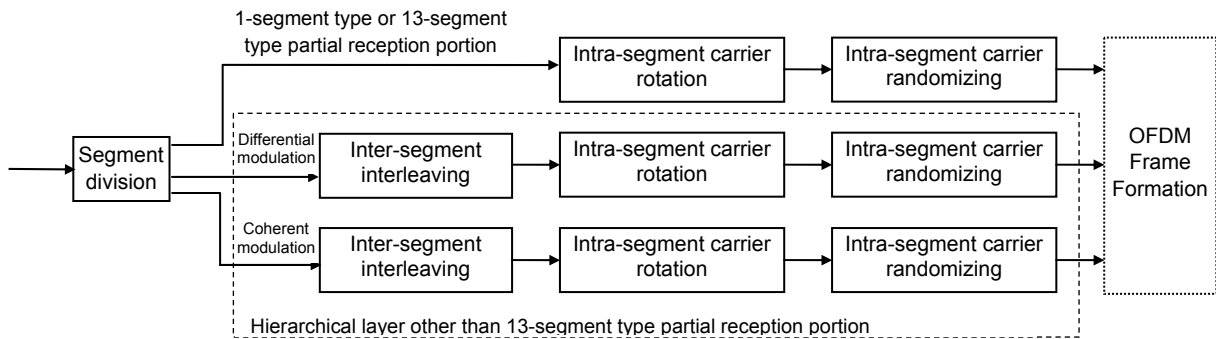 1-segment type or 13-segment
type partial reception portion
Intra-segment carrier
rotation
Intra-segment carrier
randomizing
Segment
division
Differential
modulation
Inter-segment
interleaving
Intra-segment carrier
rotation
Intra-segment carrier
randomizing
OFDM
Frame
Formation
Coherent
modulation
Inter-segment
interleaving
Intra-segment carrier
rotation
Intra-segment carrier
randomizing
Hierarchical layer other than 13-segment type partial reception portion